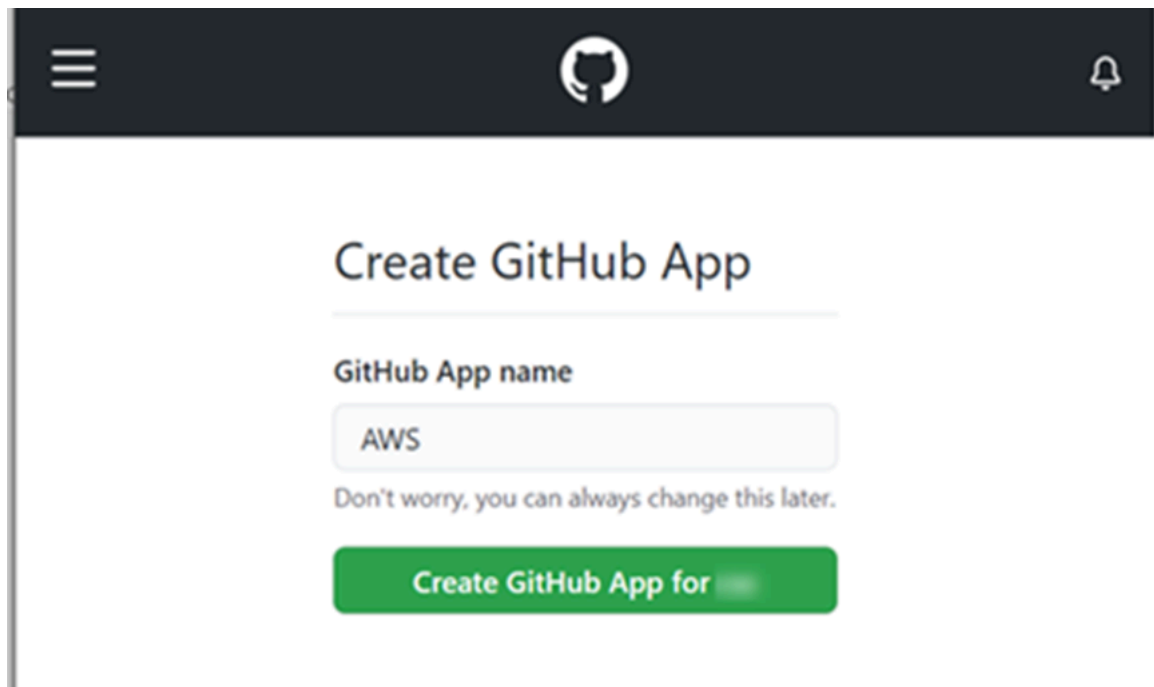 Create GitHub App
GitHub App name
AWS
Don't worry, you can always change this later.
Create GitHub App for